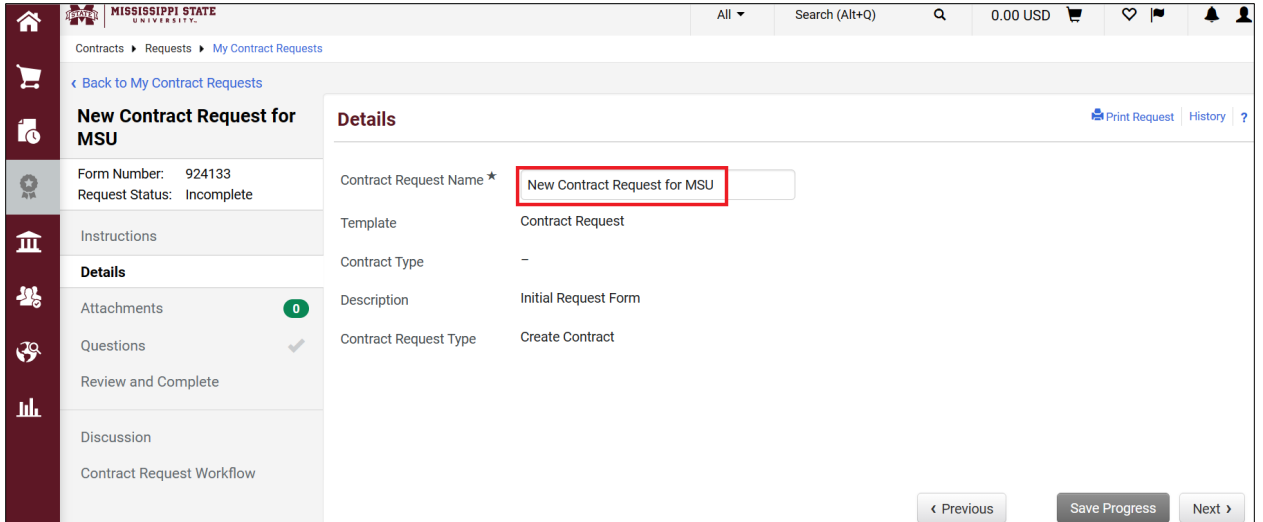 STATE
MISSISSIPPI STATE
UNIVERSITY™
All
Search (Alt+Q)
0.00 USD
Contracts Requests My Contract Requests
‹ Back to My Contract Requests
New Contract Request for
MSU
Form Number: 924133
Request Status: Incomplete
Instructions
Details
Attachments 0
Questions
Review and Complete
Discussion
Contract Request Workflow
Details
Print Request History ?
Contract Request Name ★ New Contract Request for MSU
Template Contract Request
Contract Type –
Description Initial Request Form
Contract Request Type Create Contract
‹ Previous Save Progress Next ›